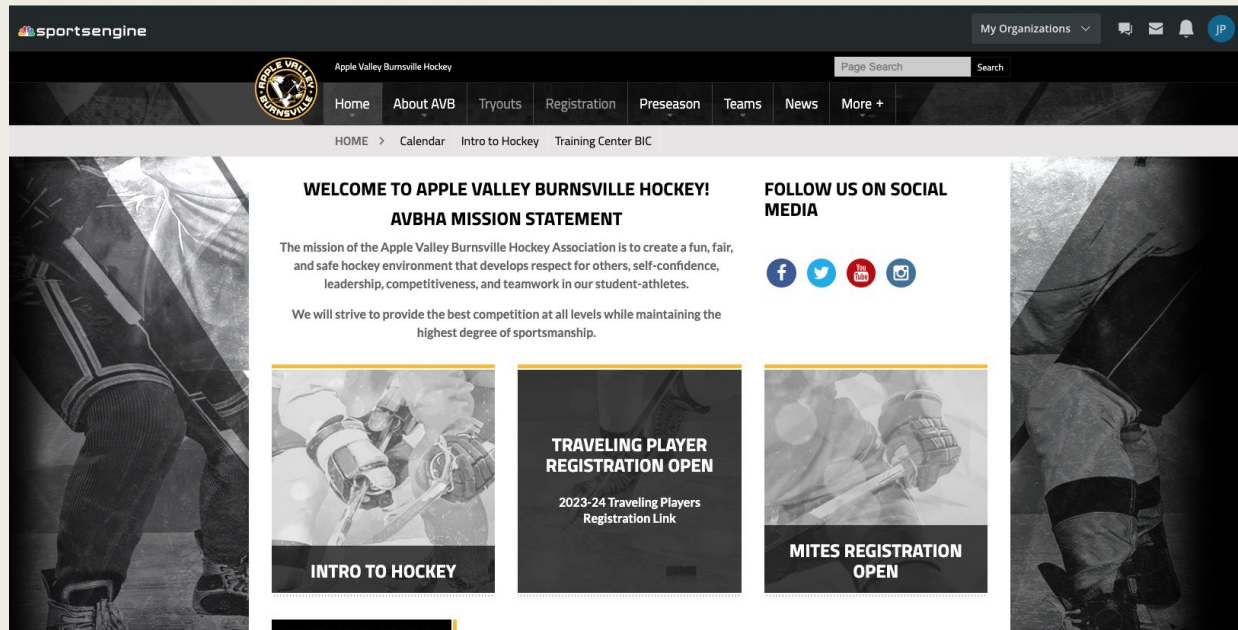 sportsengine
My Organizations
JP
APPLE VALLEY
BURNSVILLE
Apple Valley Burnsville Hockey
Page Search
Search
Home About AVB Tryouts Registration Preseason Teams News More +
HOME > Calendar Intro to Hockey Training Center BIC
WELCOME TO APPLE VALLEY BURNSVILLE HOCKEY!
AVBHA MISSION STATEMENT
The mission of the Apple Valley Burnsville Hockey Association is to create a fun, fair,
and safe hockey environment that develops respect for others, self-confidence,
leadership, competitiveness, and teamwork in our student-athletes.
We will strive to provide the best competition at all levels while maintaining the
highest degree of sportsmanship.
FOLLOW US ON SOCIAL
MEDIA
You
Tube
INTRO TO HOCKEY
TRAVELING PLAYER
REGISTRATION OPEN
2023-24 Traveling Players
Registration Link
MITES REGISTRATION
OPEN